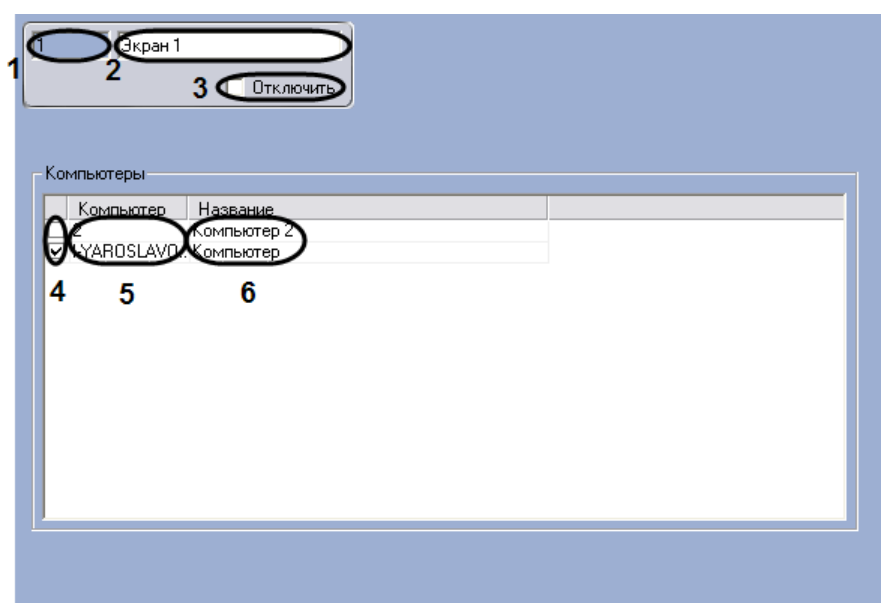 1 Экран 1
1 2
3 Отключить
Компьютеры
Компьютер Название
2 Компьютер 2
I-YAROSLAVO... Компьютер
4 5 6